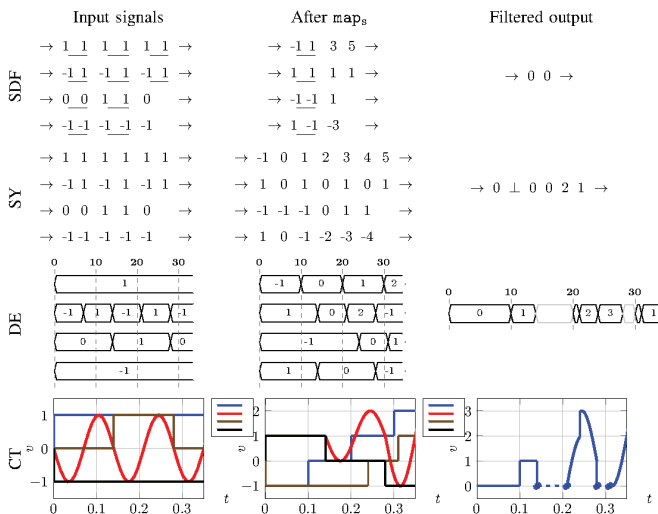 Input signals After maps Filtered output
SDF
→ 1 1 1 1 1 1 → → -1 1 3 5 →
→ -1 1 -1 1 -1 1 → → 1 1 1 1 →
→ 0 0 →
→ 0 0 1 1 0 → → -1 -1 1 →
→ -1 -1 -1 -1 -1 → → 1 -1 -3 →
SY
→ 1 1 1 1 1 1 → → -1 0 1 2 3 4 5 →
→ -1 1 -1 1 -1 1 → → 1 0 1 0 1 0 1 →
→ 0 ⊥ 0 0 2 1 →
→ 0 0 1 1 0 → → -1 -1 -1 0 1 1 →
→ -1 -1 -1 -1 -1 → → 1 0 -1 -2 -3 -4 →
DE
0 10 20 30 0 10 20 30
1 -1 0 1 2
0 10 20 30
-1 1 -1 1 -1 1 0 2 -1 0 1 2 3 1
0 1 0 -1 0 1
-1 1 0 -1
CT
1 0 −1 v 0 0.1 0.2 0.3 t
3 2 1 0 −1 v 0 0.1 0.2 0.3 t
3 2 1 0 v 0 0.1 0.2 0.3 t